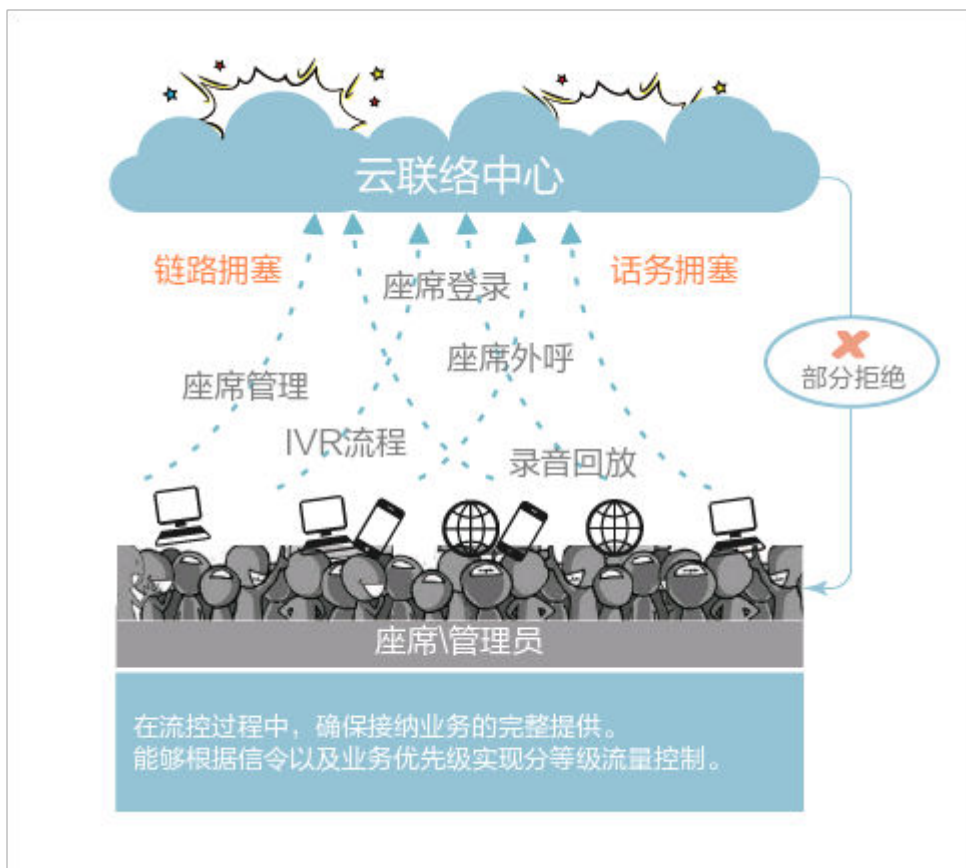 云联络中心
链路拥塞
话务拥塞
座席登录
座席外呼
部分拒绝
座席管理
IVR流程
录音回放
座席\管理员
在流控过程中，确保接纳业务的完整提供。
能够根据信令以及业务优先级实现分等级流量控制。